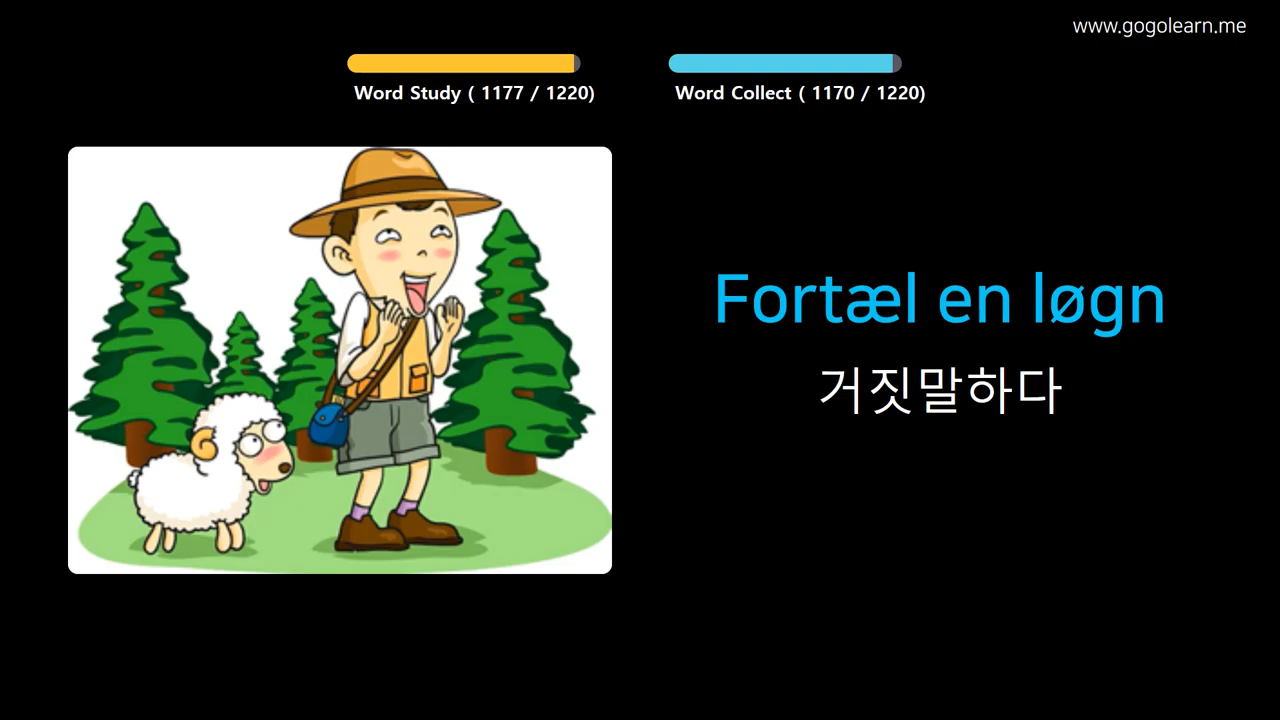 www.gogolearn.me
Word Study ( 1177 / 1220)
Word Collect ( 1170 / 1220)
Fortæl en løgn
거짓말하다